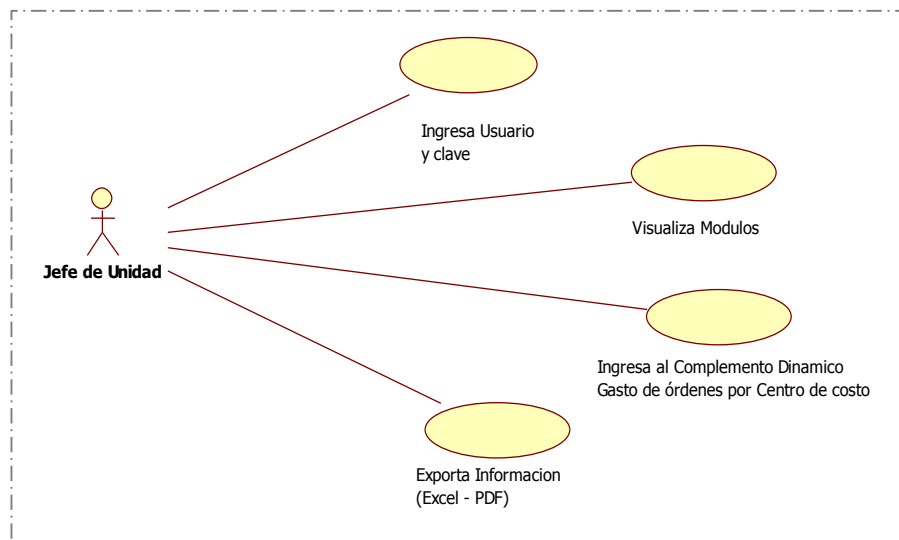 Ingresa Usuario
y clave
Visualiza Modulos
Jefe de Unidad
Ingresa al Complemento Dinamico
Gasto de órdenes por Centro de costo
Exporta Informacion
(Excel - PDF)